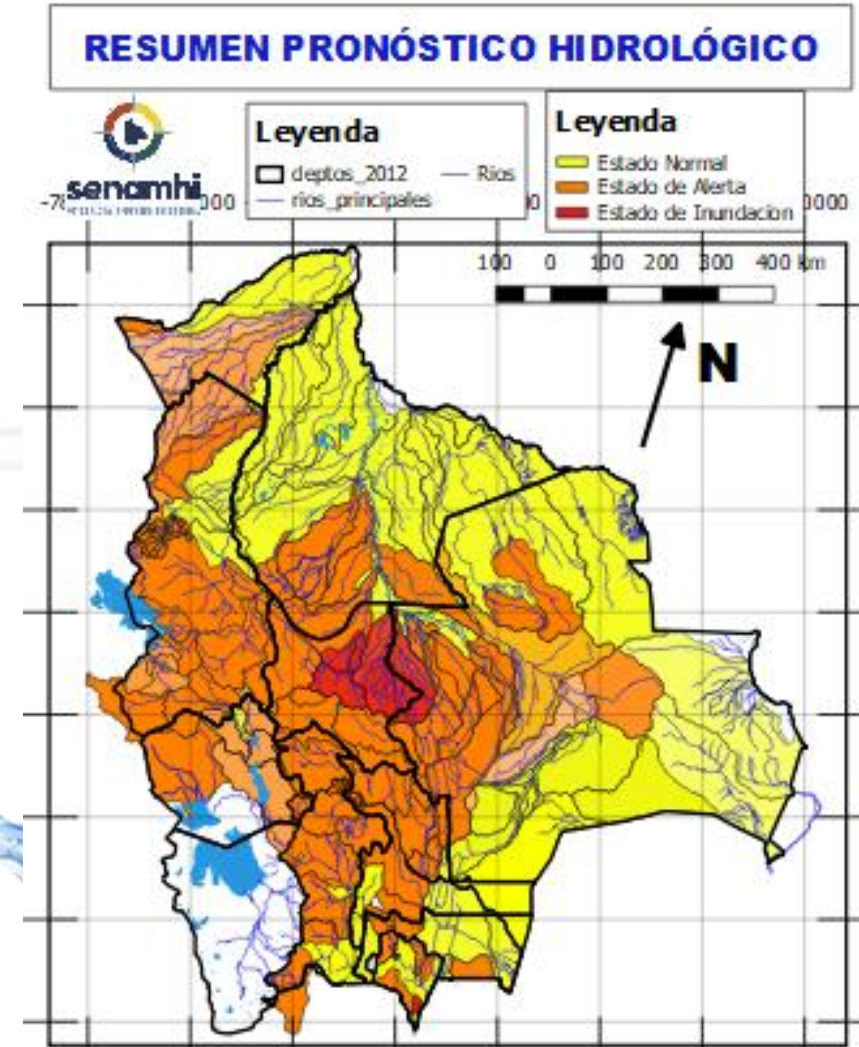 RESUMEN PRONÓSTICO HIDROLÓGICO
senamhi
Leyenda
deptos_2012
Rios
rios_principales
Leyenda
Estado Normal
Estado de Alerta
Estado de Inundacion
100 0 100 200 300 400 km
N